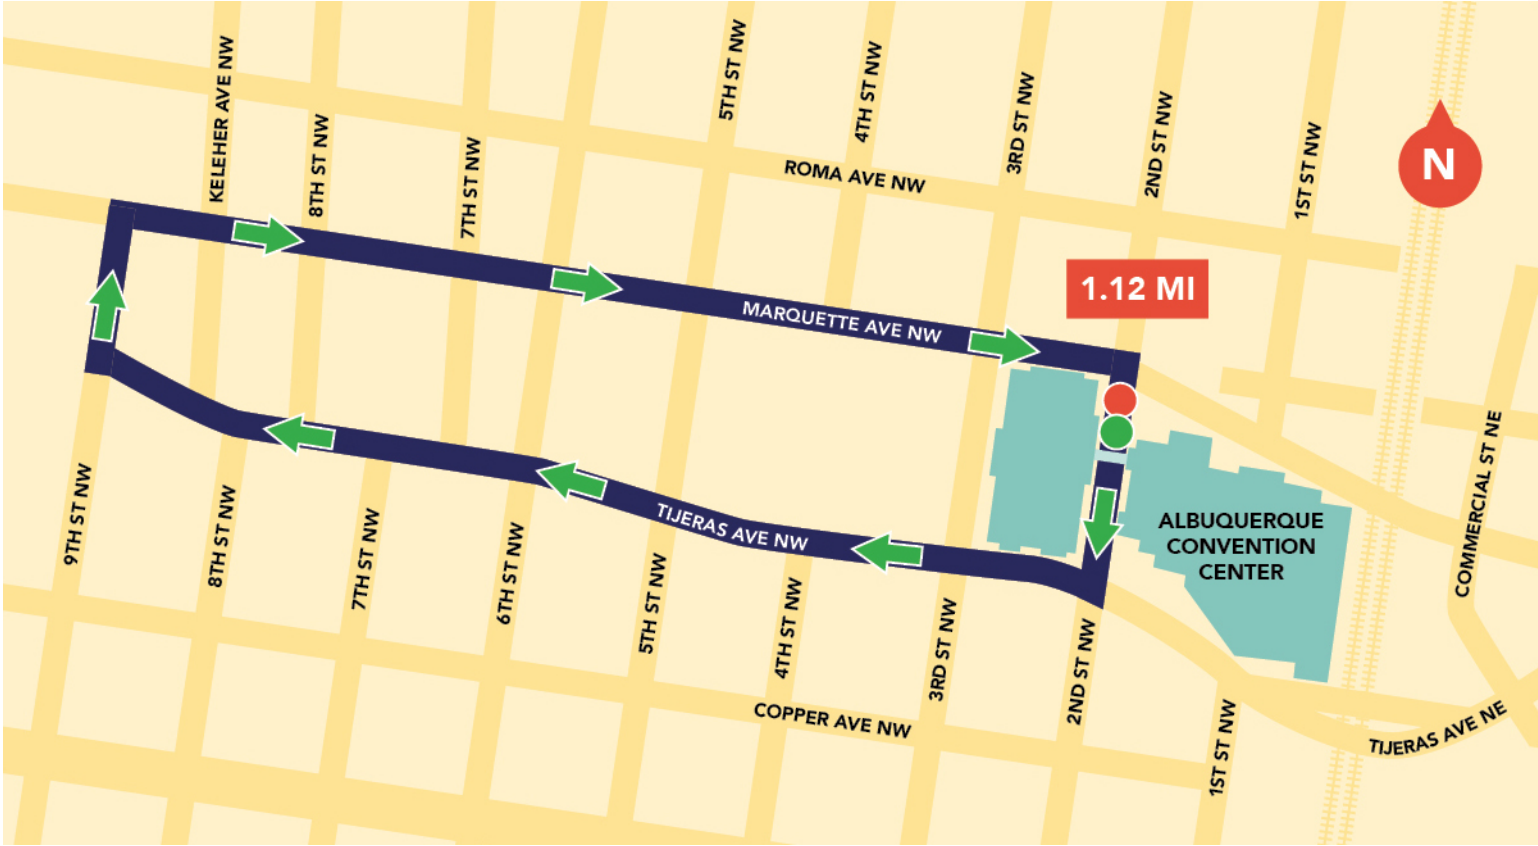 KELEHER AVE NW
8TH ST NW
7TH ST NW
5TH ST NW
4TH ST NW
3RD ST NW
2ND ST NW
1ST ST NW
N
ROMA AVE NW
1.12 MI
MARQUETTE AVE NW
TIJERAS AVE NW
ALBUQUERQUE
CONVENTION
CENTER
COMMERCIAL ST NE
9TH ST NW
8TH ST NW
7TH ST NW
6TH ST NW
5TH ST NW
4TH ST NW
3RD ST NW
2ND ST NW
1ST ST NW
COPPER AVE NW
TIJERAS AVE NE